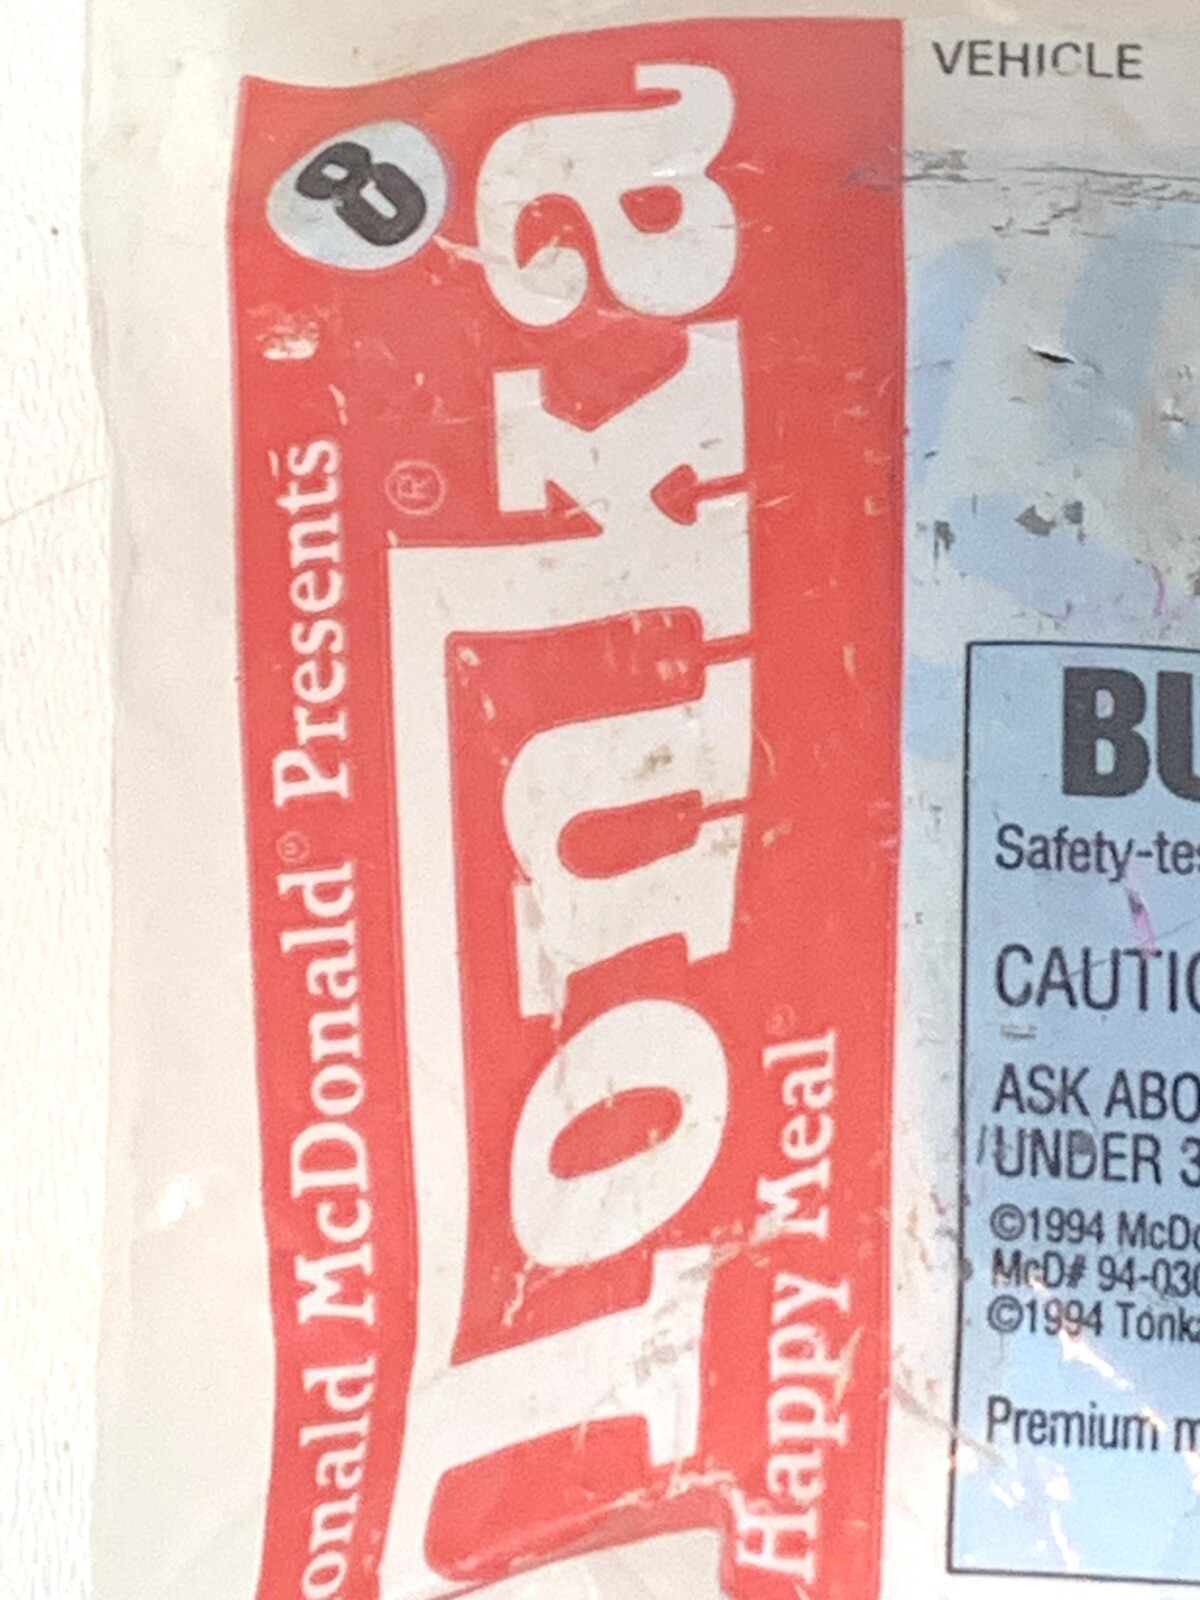 onald McDonald® Presents
8
Tonka®
Happy Meal®
VEHICLE
BU
Safety-tes
CAUTIO
ASK ABO
UNDER 3
©1994 McDo
McD# 94-030
©1994 Tonka
Premium m